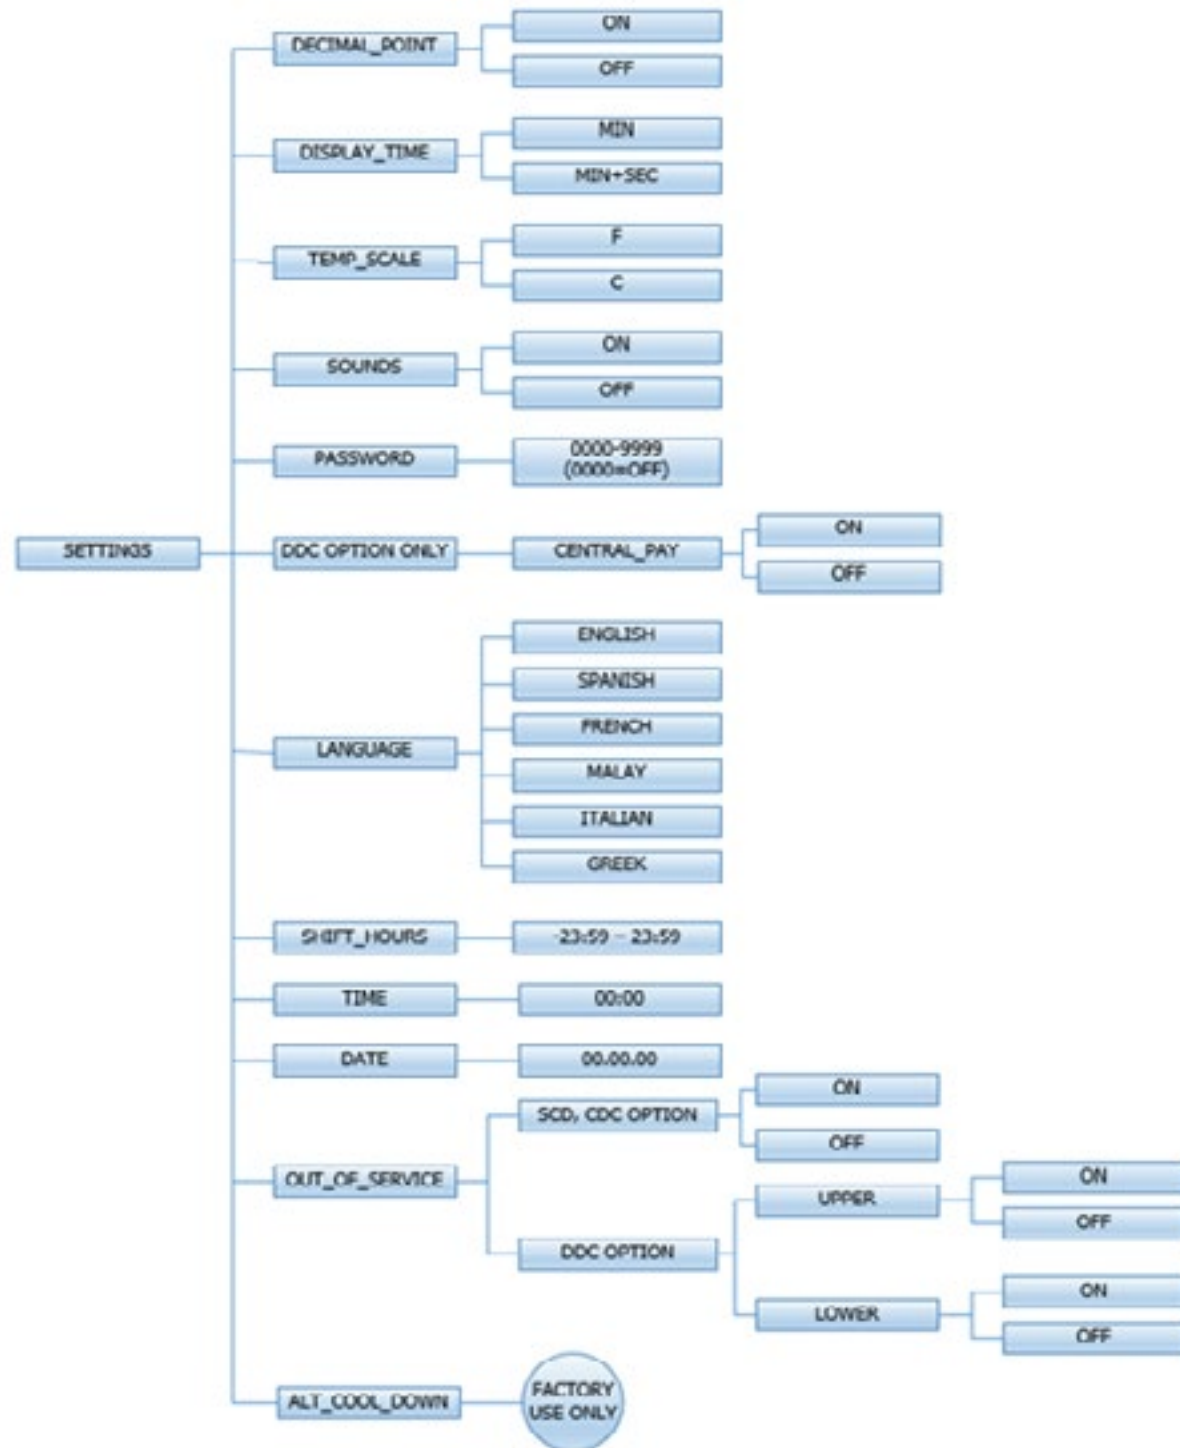 DECIMAL_POINT
ON
OFF
DISPLAY_TIME
MIN
MIN+SEC
TEMP_SCALE
F
C
SOUNDS
ON
OFF
PASSWORD
0000-9999
(0000=OFF)
SETTINGS
DDC OPTION ONLY
CENTRAL_PAY
ON
OFF
LANGUAGE
ENGLISH
SPANISH
FRENCH
MALAY
ITALIAN
GREEK
SHIFT_HOURS
-23:59 – 23:59
TIME
00:00
DATE
00.00.00
OUT_OF_SERVICE
SCD, CDC OPTION
ON
OFF
DDC OPTION
UPPER
ON
OFF
LOWER
ON
OFF
ALT_COOL_DOWN
FACTORY
USE ONLY